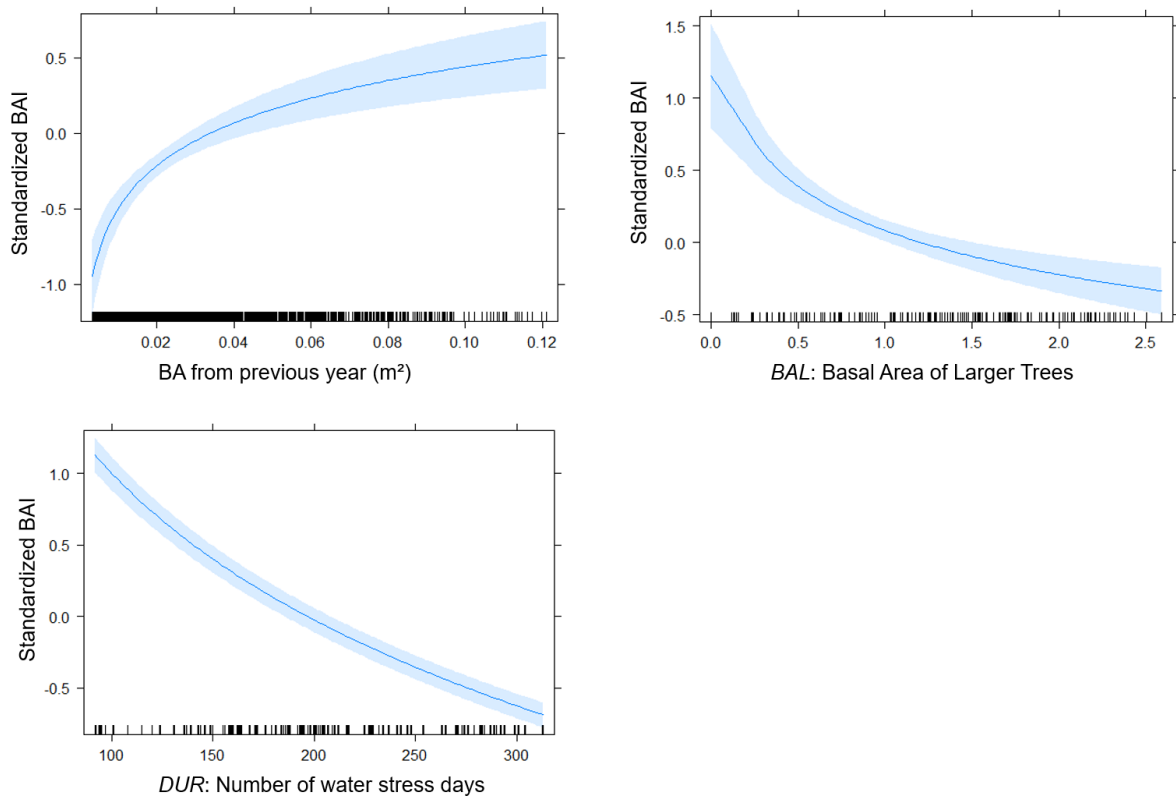 Standardized BAI
0.5
0.0
-0.5
-1.0
0.02 0.04 0.06 0.08 0.10 0.12
BA from previous year (m²)
Standardized BAI
1.5
1.0
0.5
0.0
-0.5
0.0 0.5 1.0 1.5 2.0 2.5
BAL: Basal Area of Larger Trees
Standardized BAI
1.0
0.5
0.0
-0.5
100 150 200 250 300
DUR: Number of water stress days